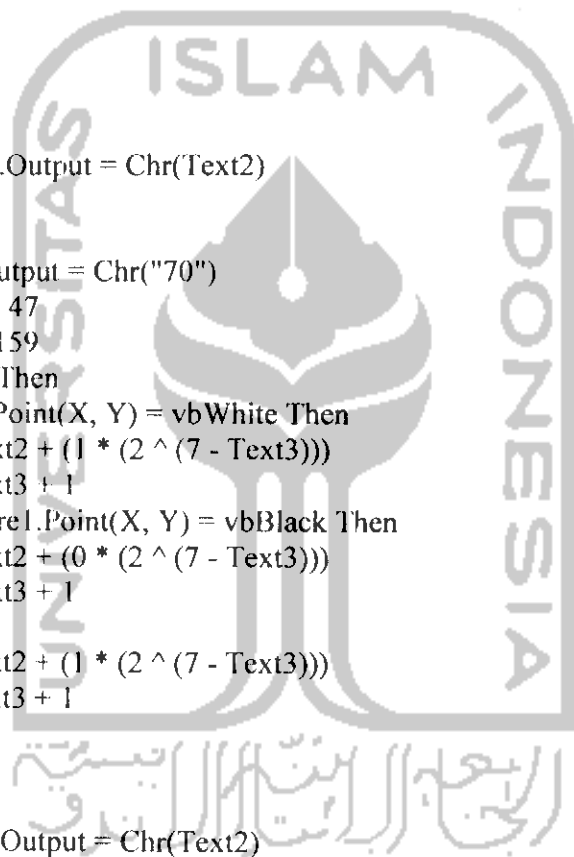 ISLAM
UNIVERSITAS
INDONESIA
.Output = Chr(Text2)
utput = Chr("70")
47
159
Then
Point(X, Y) = vbWhite Then
xt2 + (1 * (2 ^ (7 - Text3)))
xt3 + 1
re1.Point(X, Y) = vbBlack Then
xt2 + (0 * (2 ^ (7 - Text3)))
xt3 + 1
xt2 + (1 * (2 ^ (7 - Text3)))
xt3 + 1
Output = Chr(Text2)